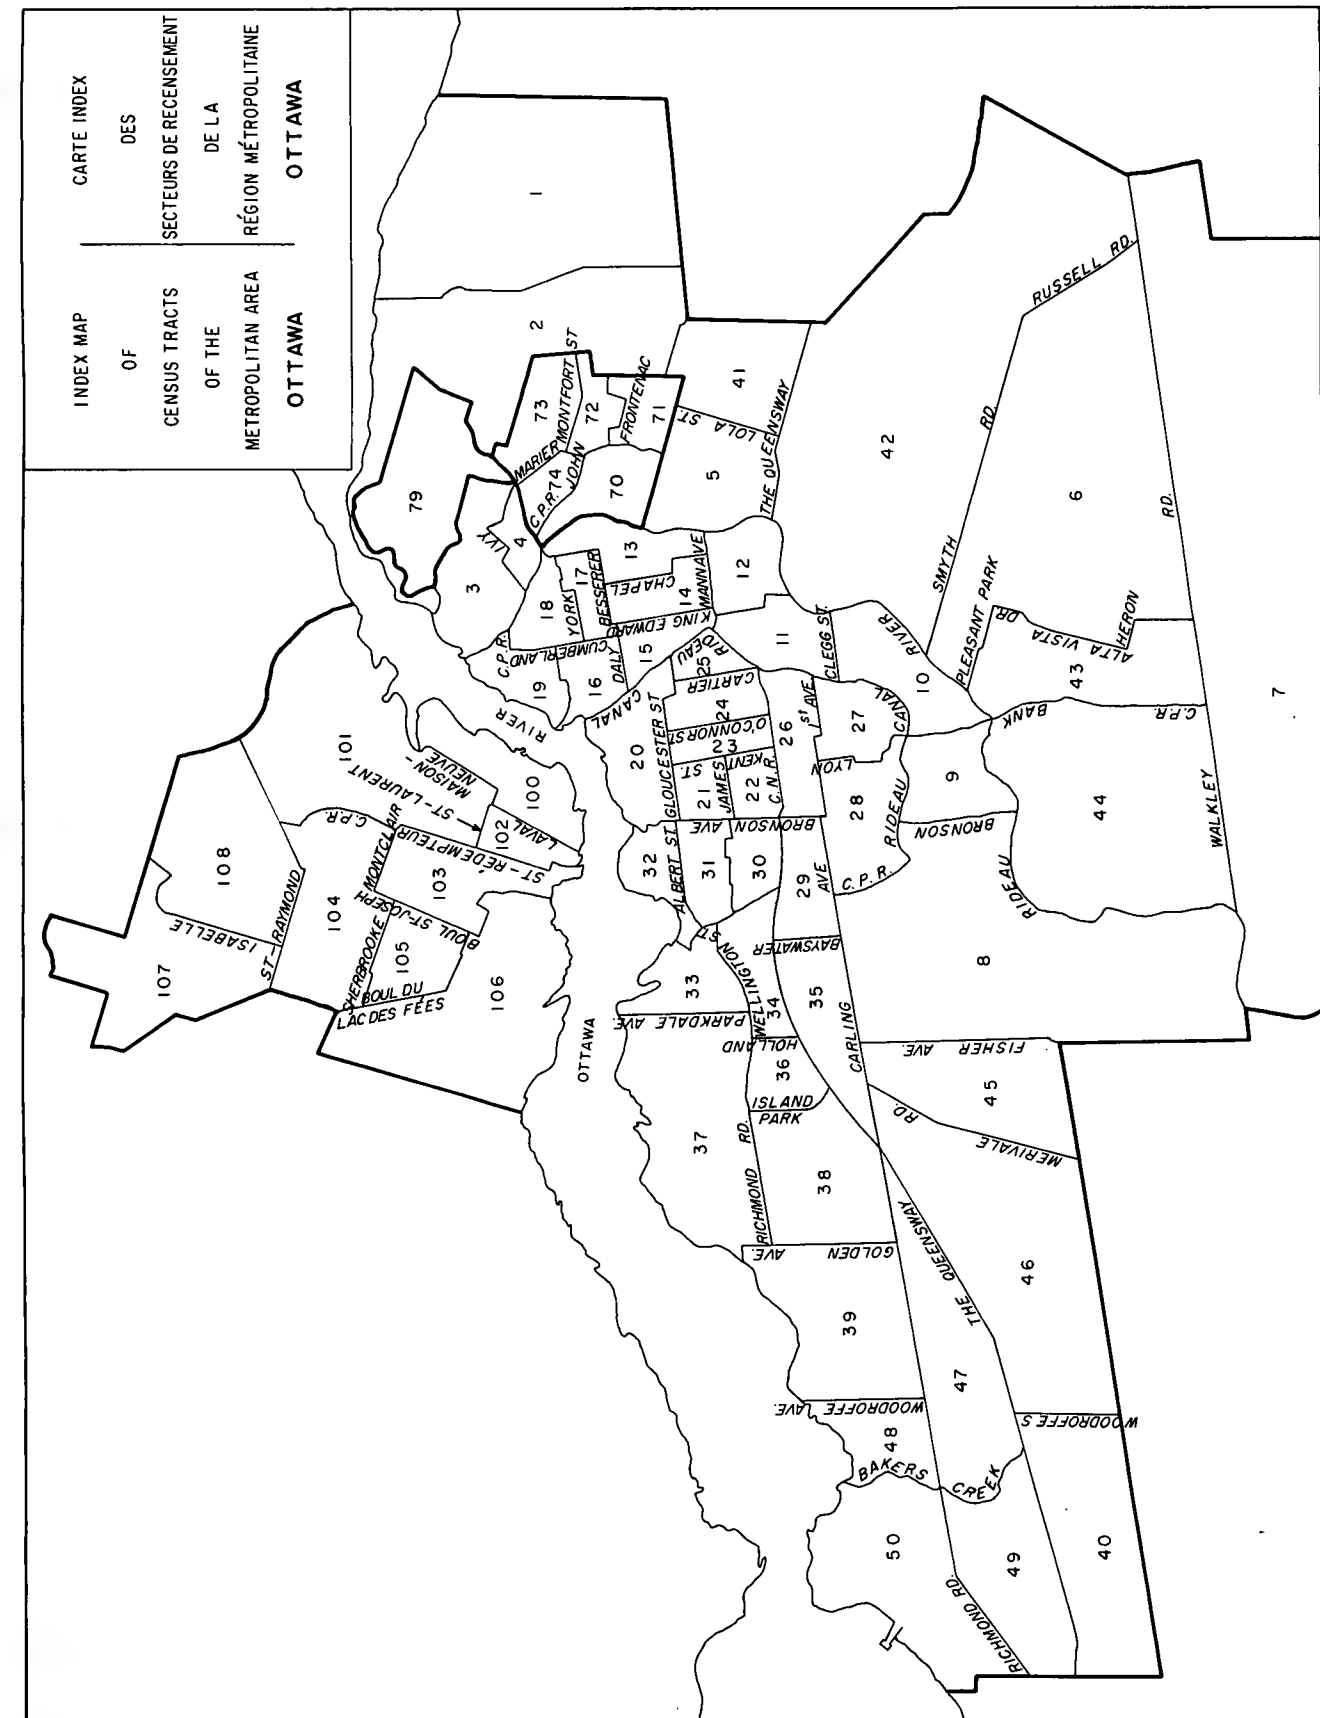 INDEX MAP
OF
CENSUS TRACTS
OF THE
METROPOLITAN AREA
OTTAWA
CARTE INDEX
DES
SECTEURS DE RECENSEMENT
DE LA
RÉGION MÉTROPOLITAINE
OTTAWA
1
2
79
73
MARIER
MONTFORT ST
72
74
JOHN
C.P.R.
FRONTENAC
71
70
IVY
4
3
41
LOLA ST.
5
THE QUEENSWAY
42
RUSSELL RD.
SMYTH RD.
6
WALKLEY RD.
7
PLEASANT PARK
ALTA VISTA DR.
HERON
43
C.P.R.
BANK
44
13
17
BESSERER
CHAPEL
14
MANN AVE
12
18
YORK
KING EDWARD
CUMBERLAND
C.P.R.
19
16
DALY
15
CANAL
RIDEAU
25
CARTIER
24
O'CONNOR ST
23
KENT
ST.
JAMES
21
22
C.N.R.
20
GLOUCESTER ST
26
11
CLEGG ST.
1 ST AVE.
27
LYON
CANAL
RIDEAU
10
RIVER
9
BRONSON
RIDEAU
28
C.P.R.
RIVER
32
ALBERT ST.
31
30
BRONSON AVE
29
AVE
BAYSWATER
8
101
MAISON-
NEUVE
ST-LAURENT
100
102
LAVAL
ST-RÉDEMPTEUR
C.P.R.
MONTCLAIR
103
BOUL ST-JOSEPH
108
ISABELLE
ST-RAYMOND
104
SHERBROOKE
105
BOUL DU
LAC DES FÉES
106
107
OTTAWA
33
WELLINGTON ST.
PARKDALE AVE.
34
35
CARLING
HOLLAND
36
ISLAND
PARK
37
RICHMOND RD.
38
FISHER AVE.
45
MERIVALE RD.
GOLDEN AVE.
THE QUEENSWAY
46
39
47
WOODROFFE AVE.
WOODROFFE S
48
BAKERS CREEK
50
49
40
RICHMOND RD.